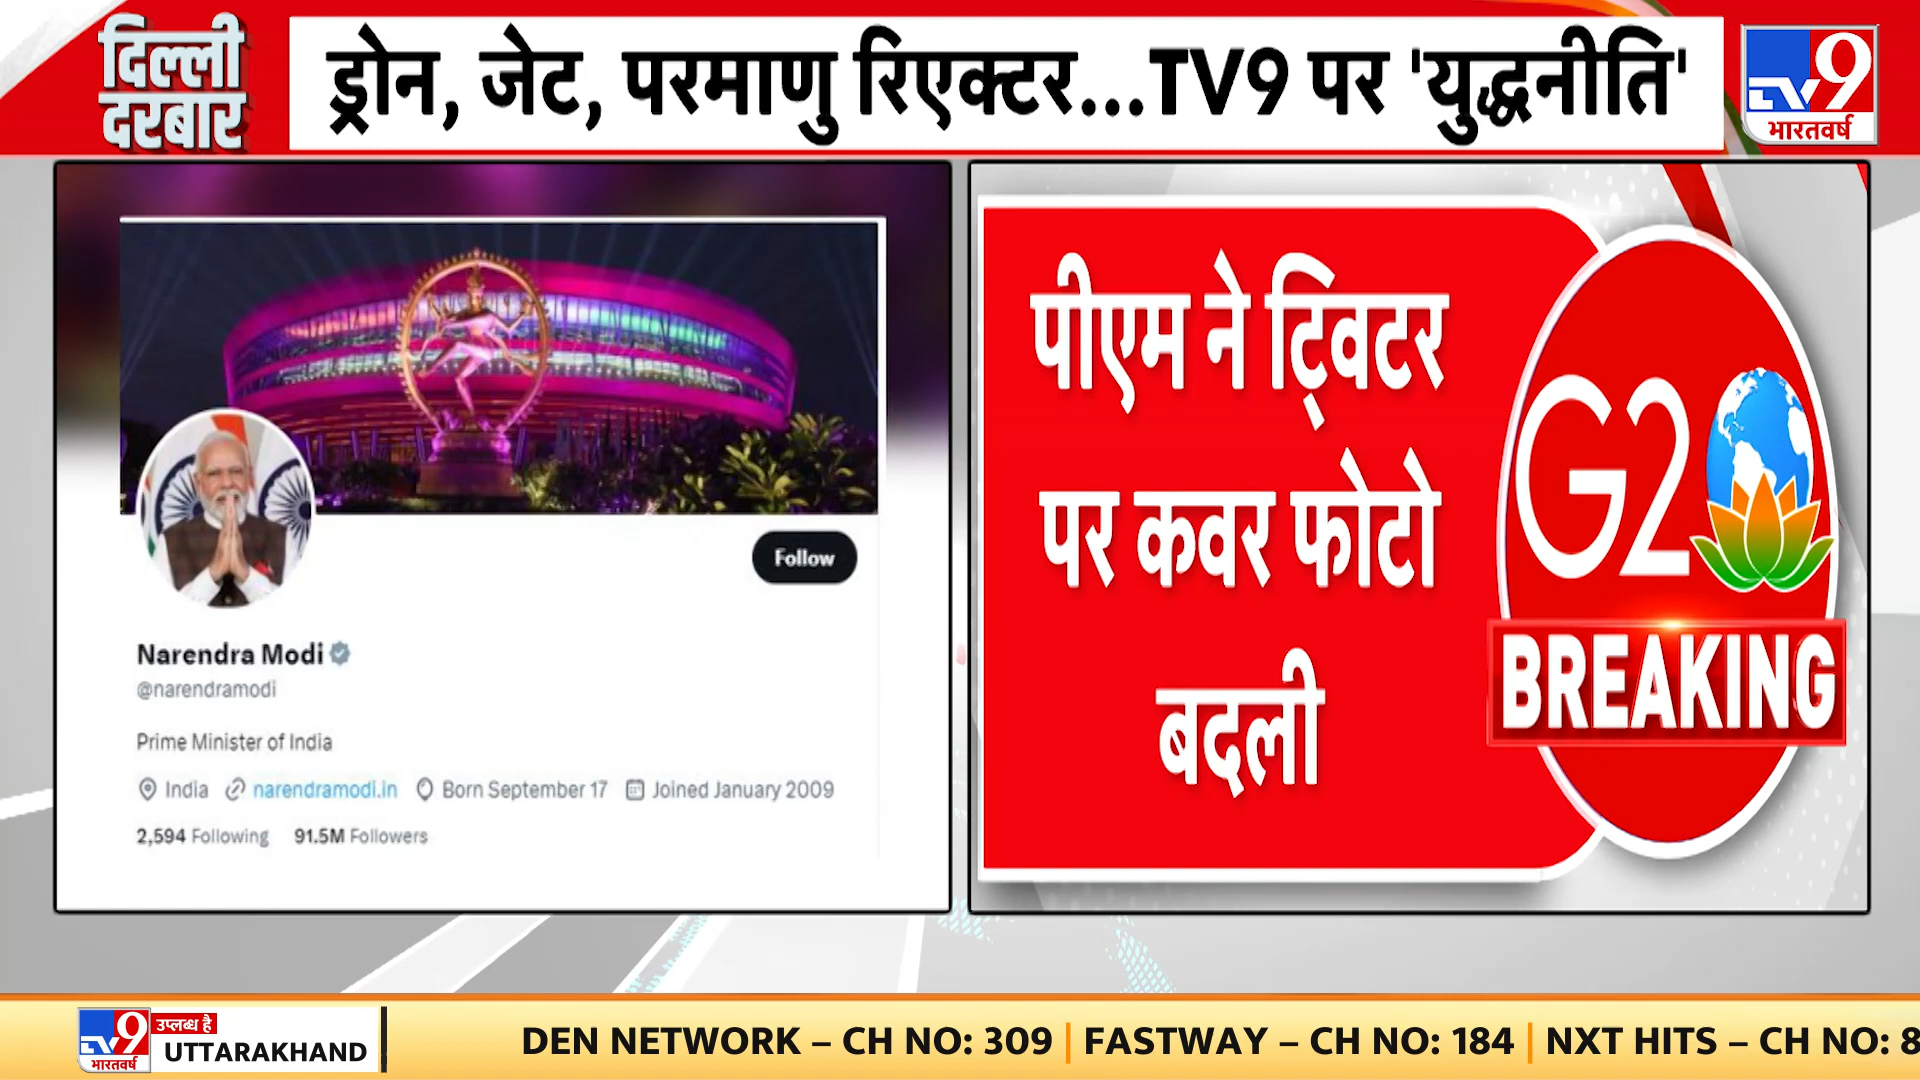 दिल्ली
दरबार
ड्रोन, जेट, परमाणु रिएक्टर...TV9 पर 'युद्धनीति'
TV9
भारतवर्ष
Follow
Narendra Modi
@narendramodi
Prime Minister of India
India narendramodi.in Born September 17 Joined January 2009
2,594 Following 91.5M Followers
पीएम ने ट्विटर
पर कवर फोटो
बदली
G20
BREAKING
TV9
भारतवर्ष
उप्लब्ध है
UTTARAKHAND
DEN NETWORK – CH NO: 309 | FASTWAY – CH NO: 184 | NXT HITS – CH NO: 8